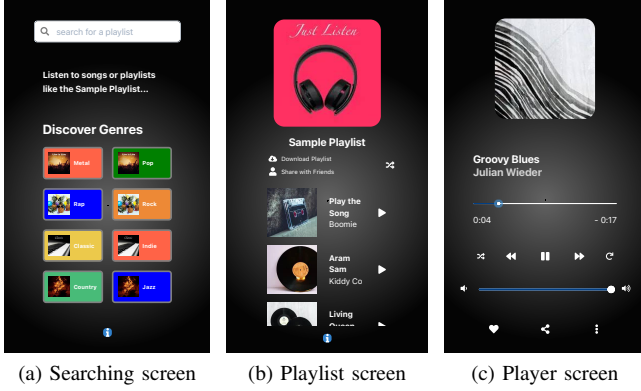 search for a playlist
Listen to songs or playlists
like the Sample Playlist...
Discover Genres
Metal
Pop
Rap
Rock
Classic
Indie
Country
Jazz
(a) Searching screen
Just Listen
Sample Playlist
Download Playlist
Share with Friends
Play the
Song
Boomie
Aram
Sam
Kiddy Co
Living
Queen
(b) Playlist screen
Groovy Blues
Julian Wieder
0:04
- 0:17
(c) Player screen